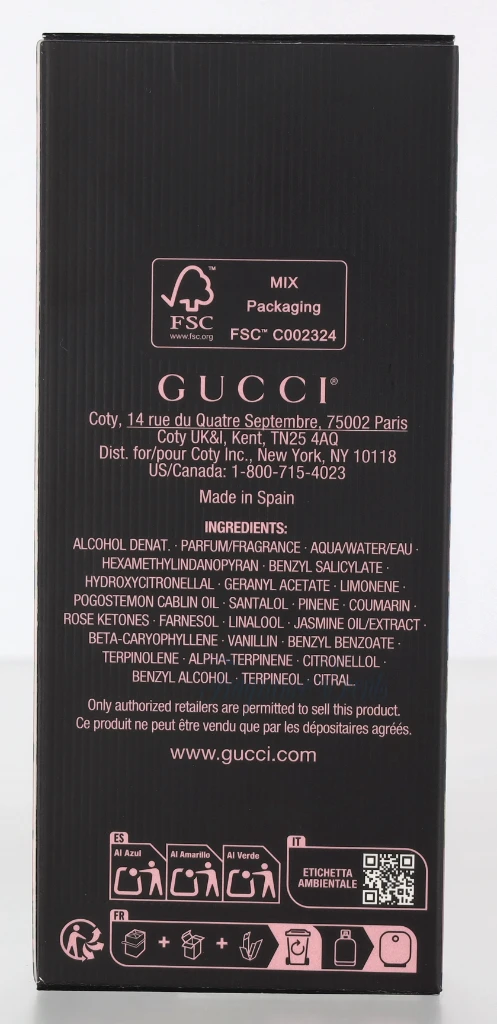 MIX
Packaging
FSC™
www.fsc.org
FSC™ C002324
GUCCI®
Coty, 14 rue du Quatre Septembre, 75002 Paris
Coty UK&I, Kent, TN25 4AQ
Dist. for/pour Coty Inc., New York, NY 10118
US/Canada: 1-800-715-4023
Made in Spain
INGREDIENTS:
ALCOHOL DENAT. · PARFUM/FRAGRANCE · AQUA/WATER/EAU ·
HEXAMETHYLINDANOPYRAN · BENZYL SALICYLATE ·
HYDROXYCITRONELLAL · GERANYL ACETATE · LIMONENE ·
POGOSTEMON CABLIN OIL · SANTALOL · PINENE · COUMARIN ·
ROSE KETONES · FARNESOL · LINALOOL · JASMINE OIL/EXTRACT ·
BETA-CARYOPHYLLENE · VANILLIN · BENZYL BENZOATE ·
TERPINOLENE · ALPHA-TERPINENE · CITRONELLOL ·
BENZYL ALCOHOL · TERPINEOL · CITRAL.
Only authorized retailers are permitted to sell this product.
Ce produit ne peut être vendu que par les dépositaires agréés.
www.gucci.com
ES
Al Azul
Al Amarillo
Al Verde
IT
ETICHETTA
AMBIENTALE
FR